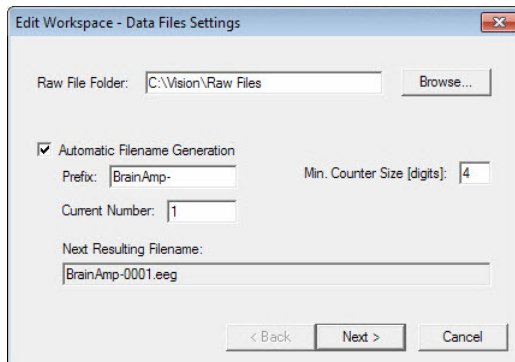 Edit Workspace - Data Files Settings
Raw File Folder: C:\Vision\Raw Files Browse...
Automatic Filename Generation
Prefix: BrainAmp- Min. Counter Size [digits]: 4
Current Number: 1
Next Resulting Filename:
BrainAmp-0001.eeg
< Back Next > Cancel